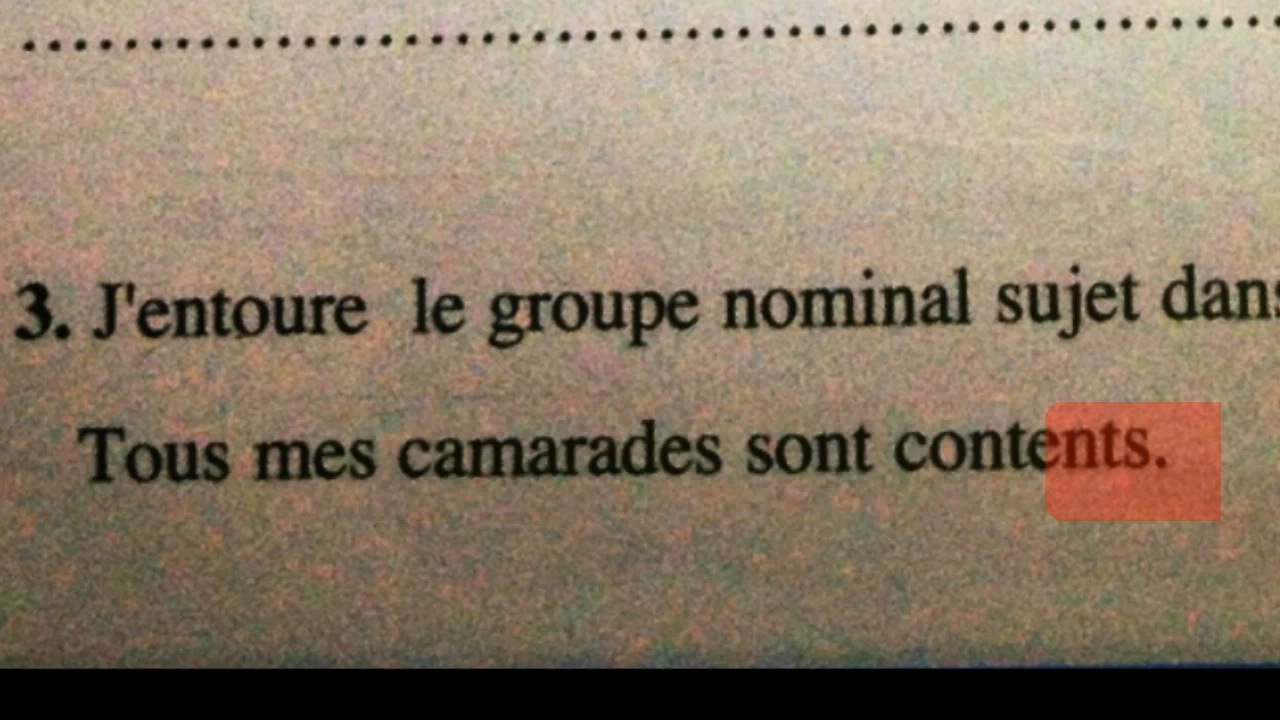 3. J'entoure le groupe nominal sujet dans
Tous mes camarades sont contents.